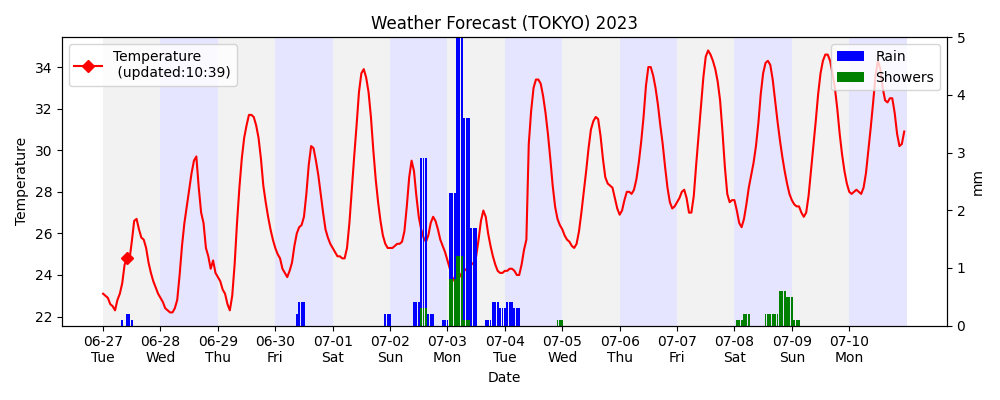 Weather Forecast (TOKYO) 2023
Temperature
(updated:10:39)
Rain
Showers
Temperature
34
32
30
28
26
24
22
5
4
3
2
1
0
mm
06-27 06-28 06-29 06-30 07-01 07-02 07-03 07-04 07-05 07-06 07-07 07-08 07-09 07-10
Tue Wed Thu Fri Sat Sun Mon Tue Wed Thu Fri Sat Sun Mon
Date